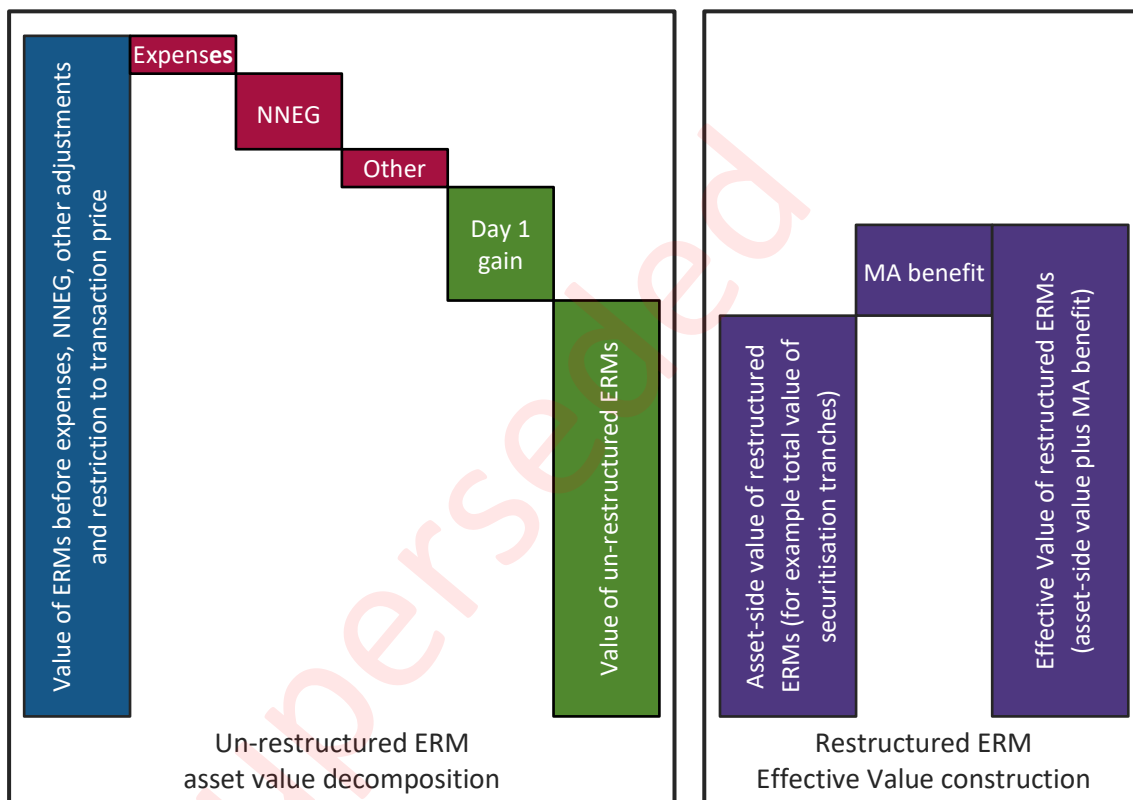 Value of ERMs before expenses, NNEG, other adjustments
and restriction to transaction price
Expenses
NNEG
Other
Day 1
gain
Value of un-restructured ERMs
Un-restructured ERM
asset value decomposition
Asset-side value of restructured
ERMs (for example total value of
securitisation tranches)
MA benefit
Effective Value of restructured ERMs
(asset-side value plus MA benefit)
Restructured ERM
Effective Value construction
uperseded